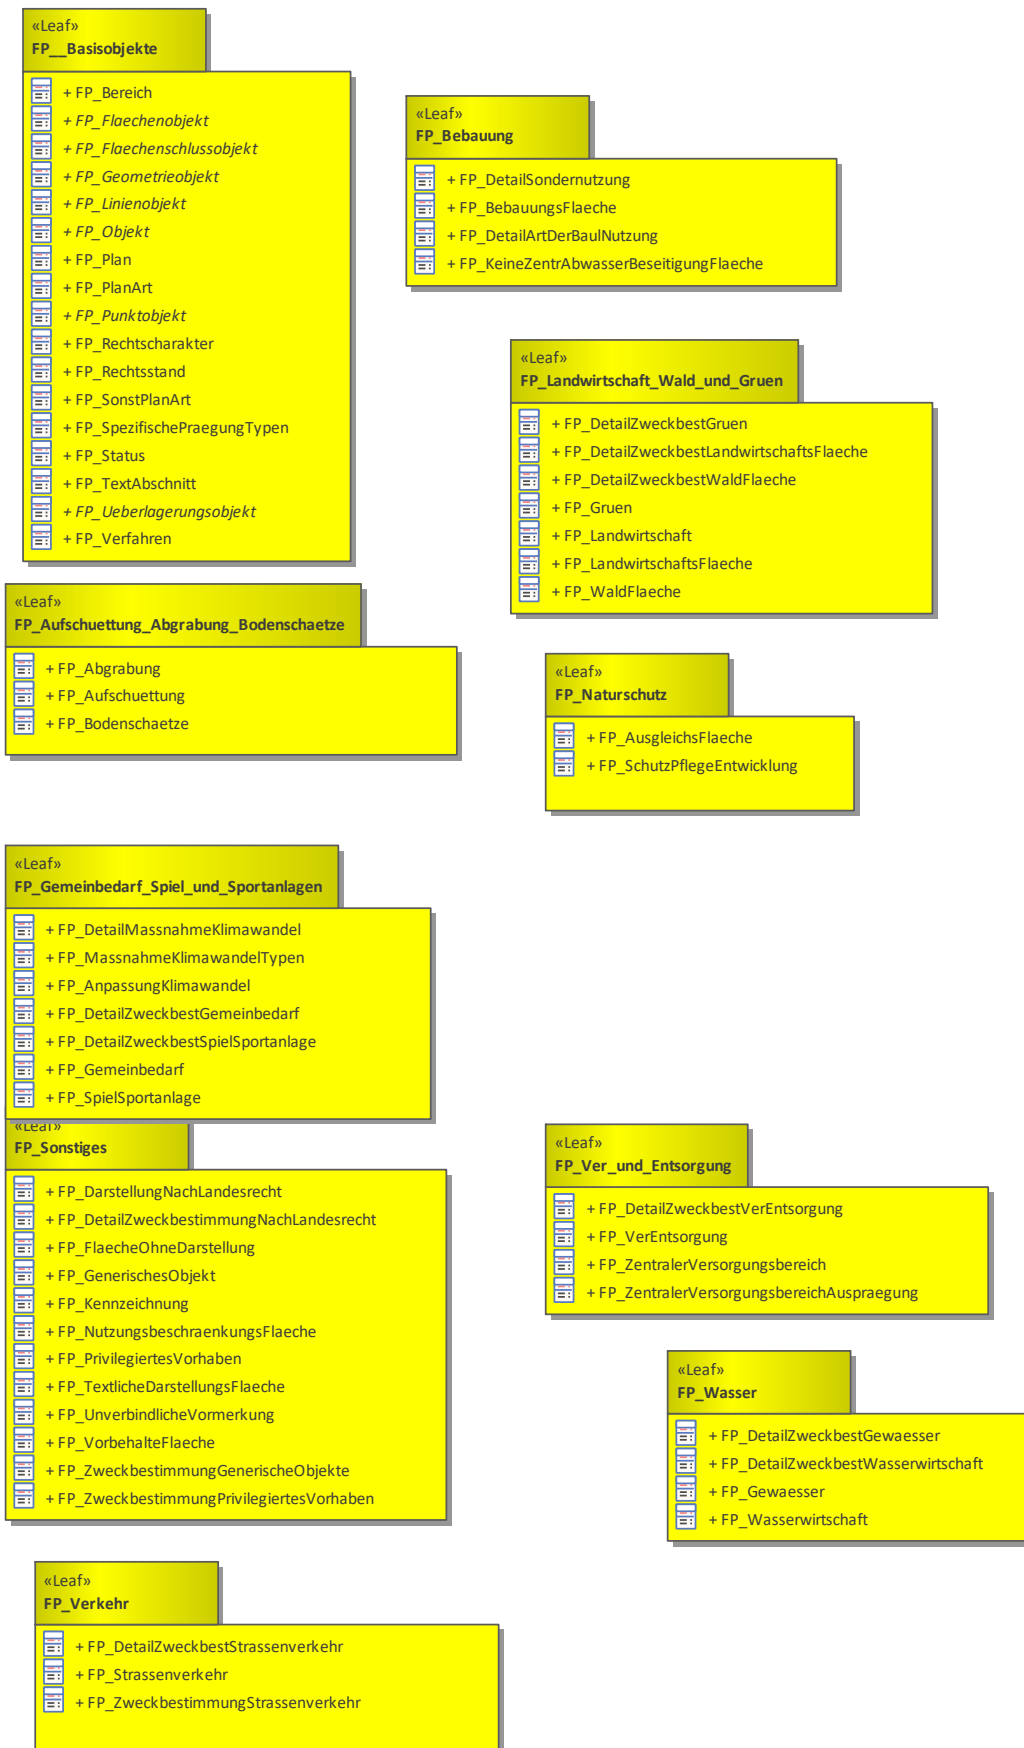 «Leaf»
FP__Basisobjekte
+ FP_Bereich
+ FP_Flaechenobjekt
+ FP_Flaechenschlussobjekt
+ FP_Geometrieobjekt
+ FP_Linienobjekt
+ FP_Objekt
+ FP_Plan
+ FP_PlanArt
+ FP_Punktobjekt
+ FP_Rechtscharakter
+ FP_Rechtsstand
+ FP_SonstPlanArt
+ FP_SpezifischePraegungTypen
+ FP_Status
+ FP_TextAbschnitt
+ FP_Ueberlagerungsobjekt
+ FP_Verfahren
«Leaf»
FP_Bebauung
+ FP_DetailSondernutzung
+ FP_BebauungsFlaeche
+ FP_DetailArtDerBaulNutzung
+ FP_KeineZentrAbwasserBeseitigungFlaeche
«Leaf»
FP_Landwirtschaft_Wald_und_Gruen
+ FP_DetailZweckbestGruen
+ FP_DetailZweckbestLandwirtschaftsFlaeche
+ FP_DetailZweckbestWaldFlaeche
+ FP_Gruen
+ FP_Landwirtschaft
+ FP_LandwirtschaftsFlaeche
+ FP_WaldFlaeche
«Leaf»
FP_Aufschuettung_Abgrabung_Bodenschaetze
+ FP_Abgrabung
+ FP_Aufschuettung
+ FP_Bodenschaetze
«Leaf»
FP_Naturschutz
+ FP_AusgleichsFlaeche
+ FP_SchutzPflegeEntwicklung
«Leaf»
FP_Gemeinbedarf_Spiel_und_Sportanlagen
+ FP_DetailMassnahmeKlimawandel
+ FP_MassnahmeKlimawandelTypen
+ FP_AnpassungKlimawandel
+ FP_DetailZweckbestGemeinbedarf
+ FP_DetailZweckbestSpielSportanlage
+ FP_Gemeinbedarf
+ FP_SpielSportanlage
«Leaf»
FP_Sonstiges
+ FP_DarstellungNachLandesrecht
+ FP_DetailZweckbestimmungNachLandesrecht
+ FP_FlaecheOhneDarstellung
+ FP_GenerischesObjekt
+ FP_Kennzeichnung
+ FP_NutzungsbeschraenkungsFlaeche
+ FP_PrivilegiertesVorhaben
+ FP_TextlicheDarstellungsFlaeche
+ FP_UnverbindlicheVormerkung
+ FP_VorbehalteFlaeche
+ FP_ZweckbestimmungGenerischeObjekte
+ FP_ZweckbestimmungPrivilegiertesVorhaben
«Leaf»
FP_Ver_und_Entsorgung
+ FP_DetailZweckbestVerEntsorgung
+ FP_VerEntsorgung
+ FP_ZentralerVersorgungsbereich
+ FP_ZentralerVersorgungsbereichAuspraegung
«Leaf»
FP_Wasser
+ FP_DetailZweckbestGewaesser
+ FP_DetailZweckbestWasserwirtschaft
+ FP_Gewaesser
+ FP_Wasserwirtschaft
«Leaf»
FP_Verkehr
+ FP_DetailZweckbestStrassenverkehr
+ FP_Strassenverkehr
+ FP_ZweckbestimmungStrassenverkehr